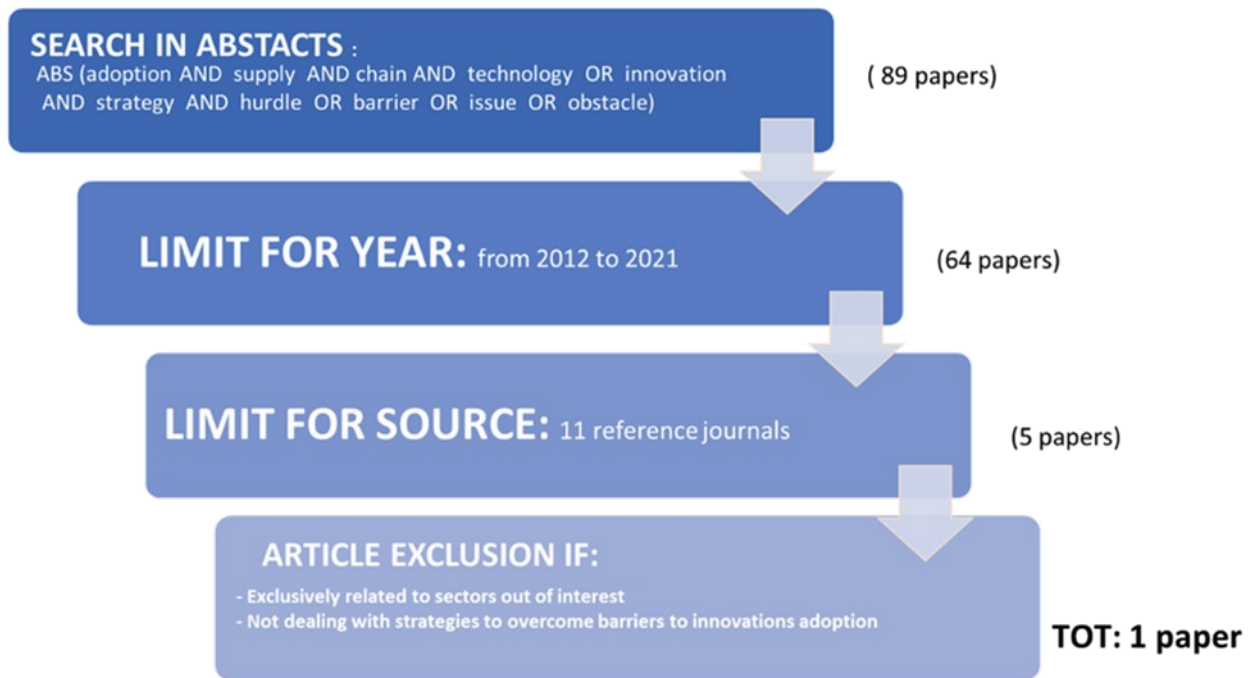 SEARCH IN ABSTACTS :
ABS (adoption AND supply AND chain AND technology OR innovation
AND strategy AND hurdle OR barrier OR issue OR obstacle)
( 89 papers)
LIMIT FOR YEAR: from 2012 to 2021
(64 papers)
LIMIT FOR SOURCE: 11 reference journals
(5 papers)
ARTICLE EXCLUSION IF:
- Exclusively related to sectors out of interest
- Not dealing with strategies to overcome barriers to innovations adoption
TOT: 1 paper